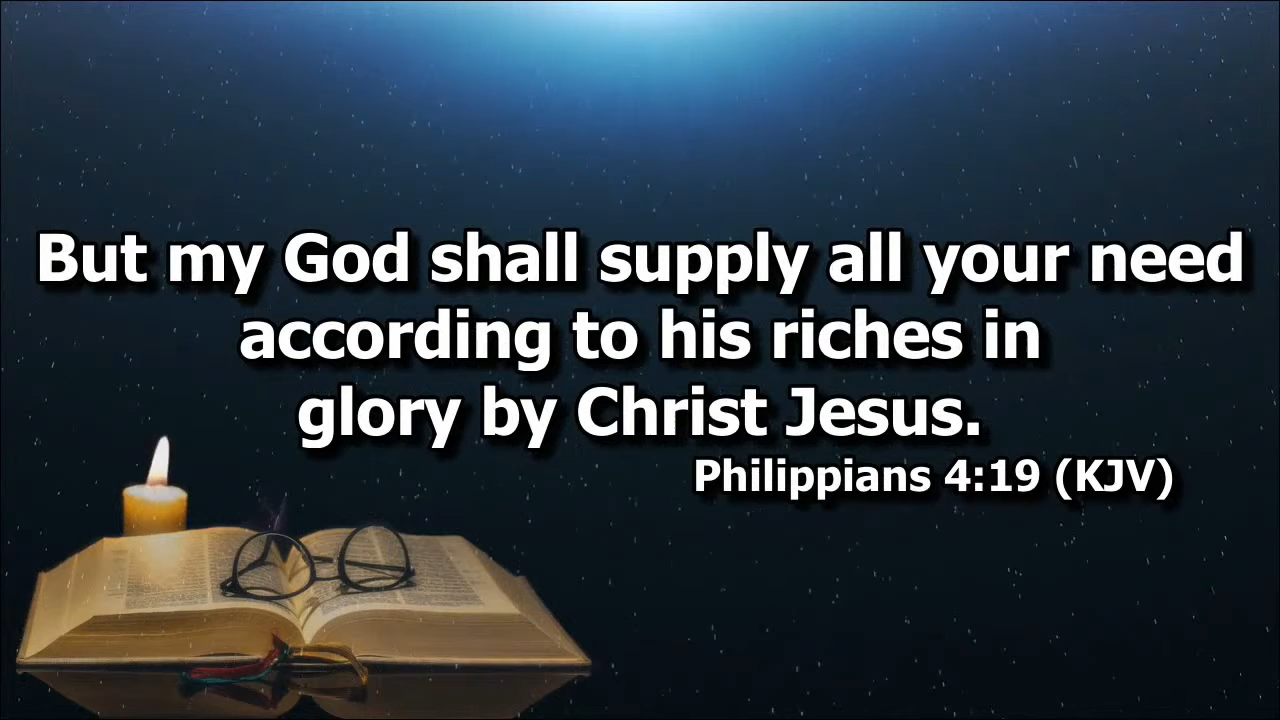 But my God shall supply all your need
according to his riches in
glory by Christ Jesus.
Philippians 4:19 (KJV)